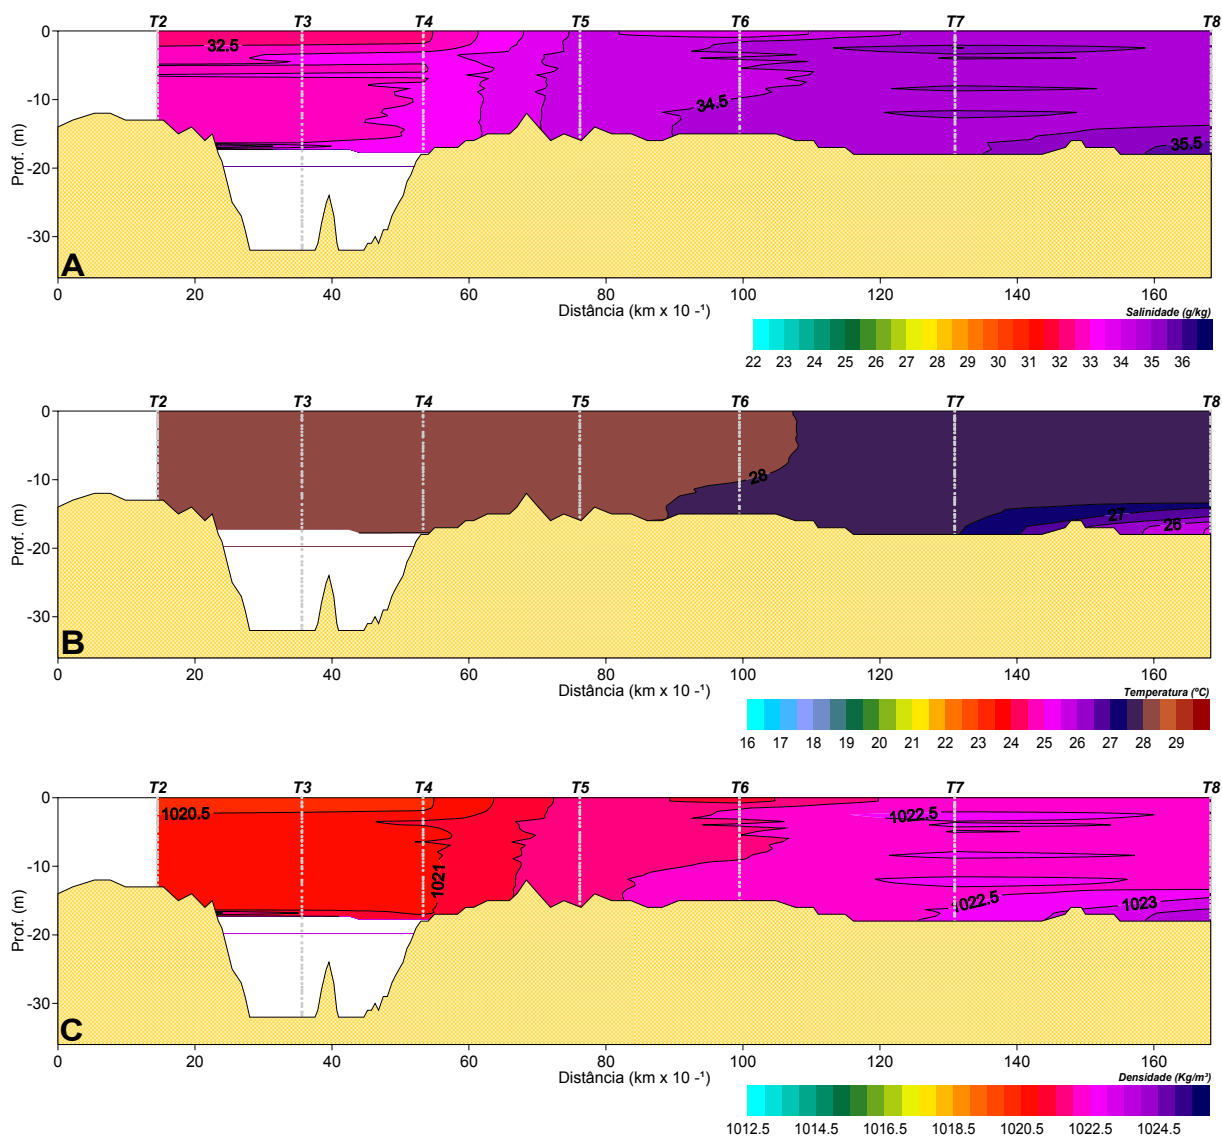 T2 T3 T4 T5 T6 T7 T8
0
-10
-20
-30
Prof. (m)
32.5
34.5
35.5
A
0 20 40 60 80 100 120 140 160
Distância (km x 10 -¹)
Salinidade (g/kg)
22 23 24 25 26 27 28 29 30 31 32 33 34 35 36
T2 T3 T4 T5 T6 T7 T8
0
-10
-20
-30
Prof. (m)
28
27
26
B
0 20 40 60 80 100 120 140 160
Distância (km x 10 -¹)
Temperatura (ºC)
16 17 18 19 20 21 22 23 24 25 26 27 28 29
T2 T3 T4 T5 T6 T7 T8
0
-10
-20
-30
Prof. (m)
1020.5
1021
1022.5
1022.5
1023
C
0 20 40 60 80 100 120 140 160
Distância (km x 10 -¹)
Densidade (Kg/m³)
1012.5 1014.5 1016.5 1018.5 1020.5 1022.5 1024.5